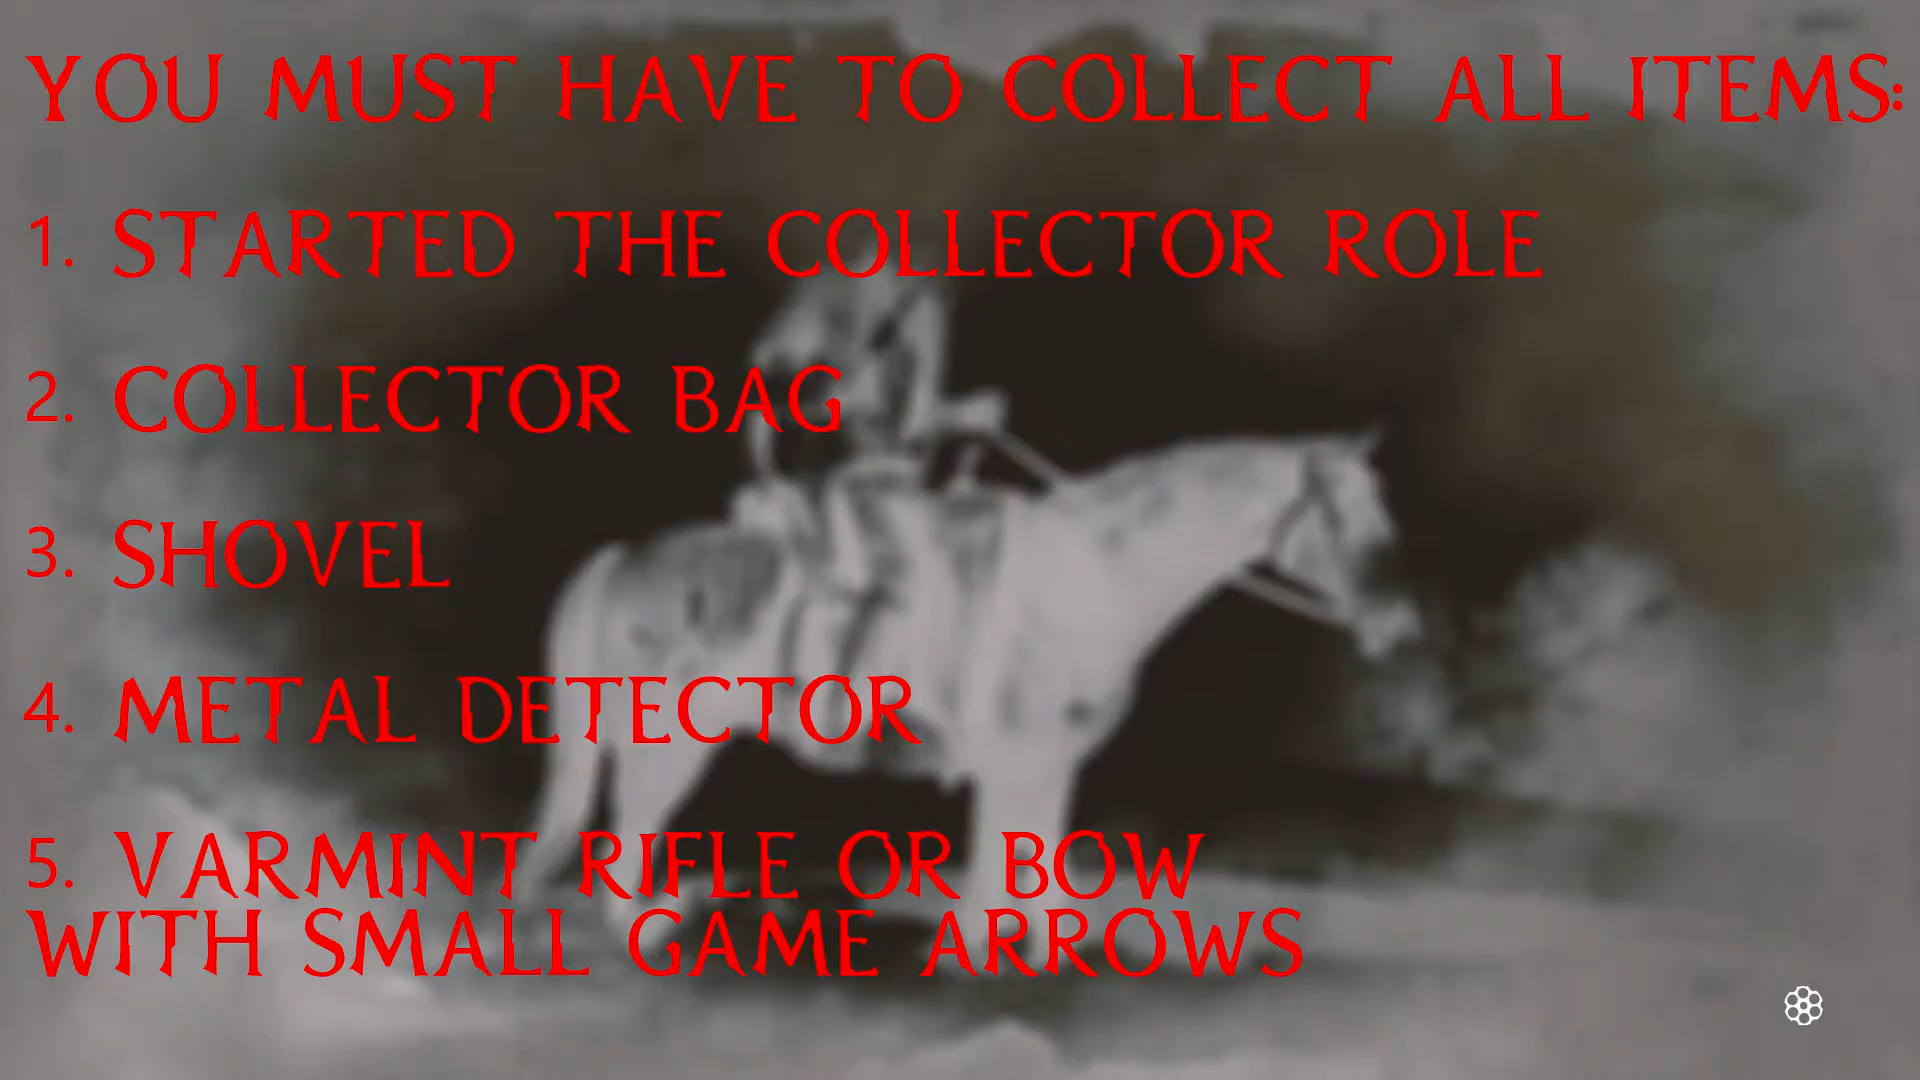 YOU MUST HAVE TO COLLECT ALL ITEMS:
1. STARTED THE COLLECTOR ROLE
2. COLLECTOR BAG
3. SHOVEL
4. METAL DETECTOR
5. VARMINT RIFLE OR BOW
WITH SMALL GAME ARROWS